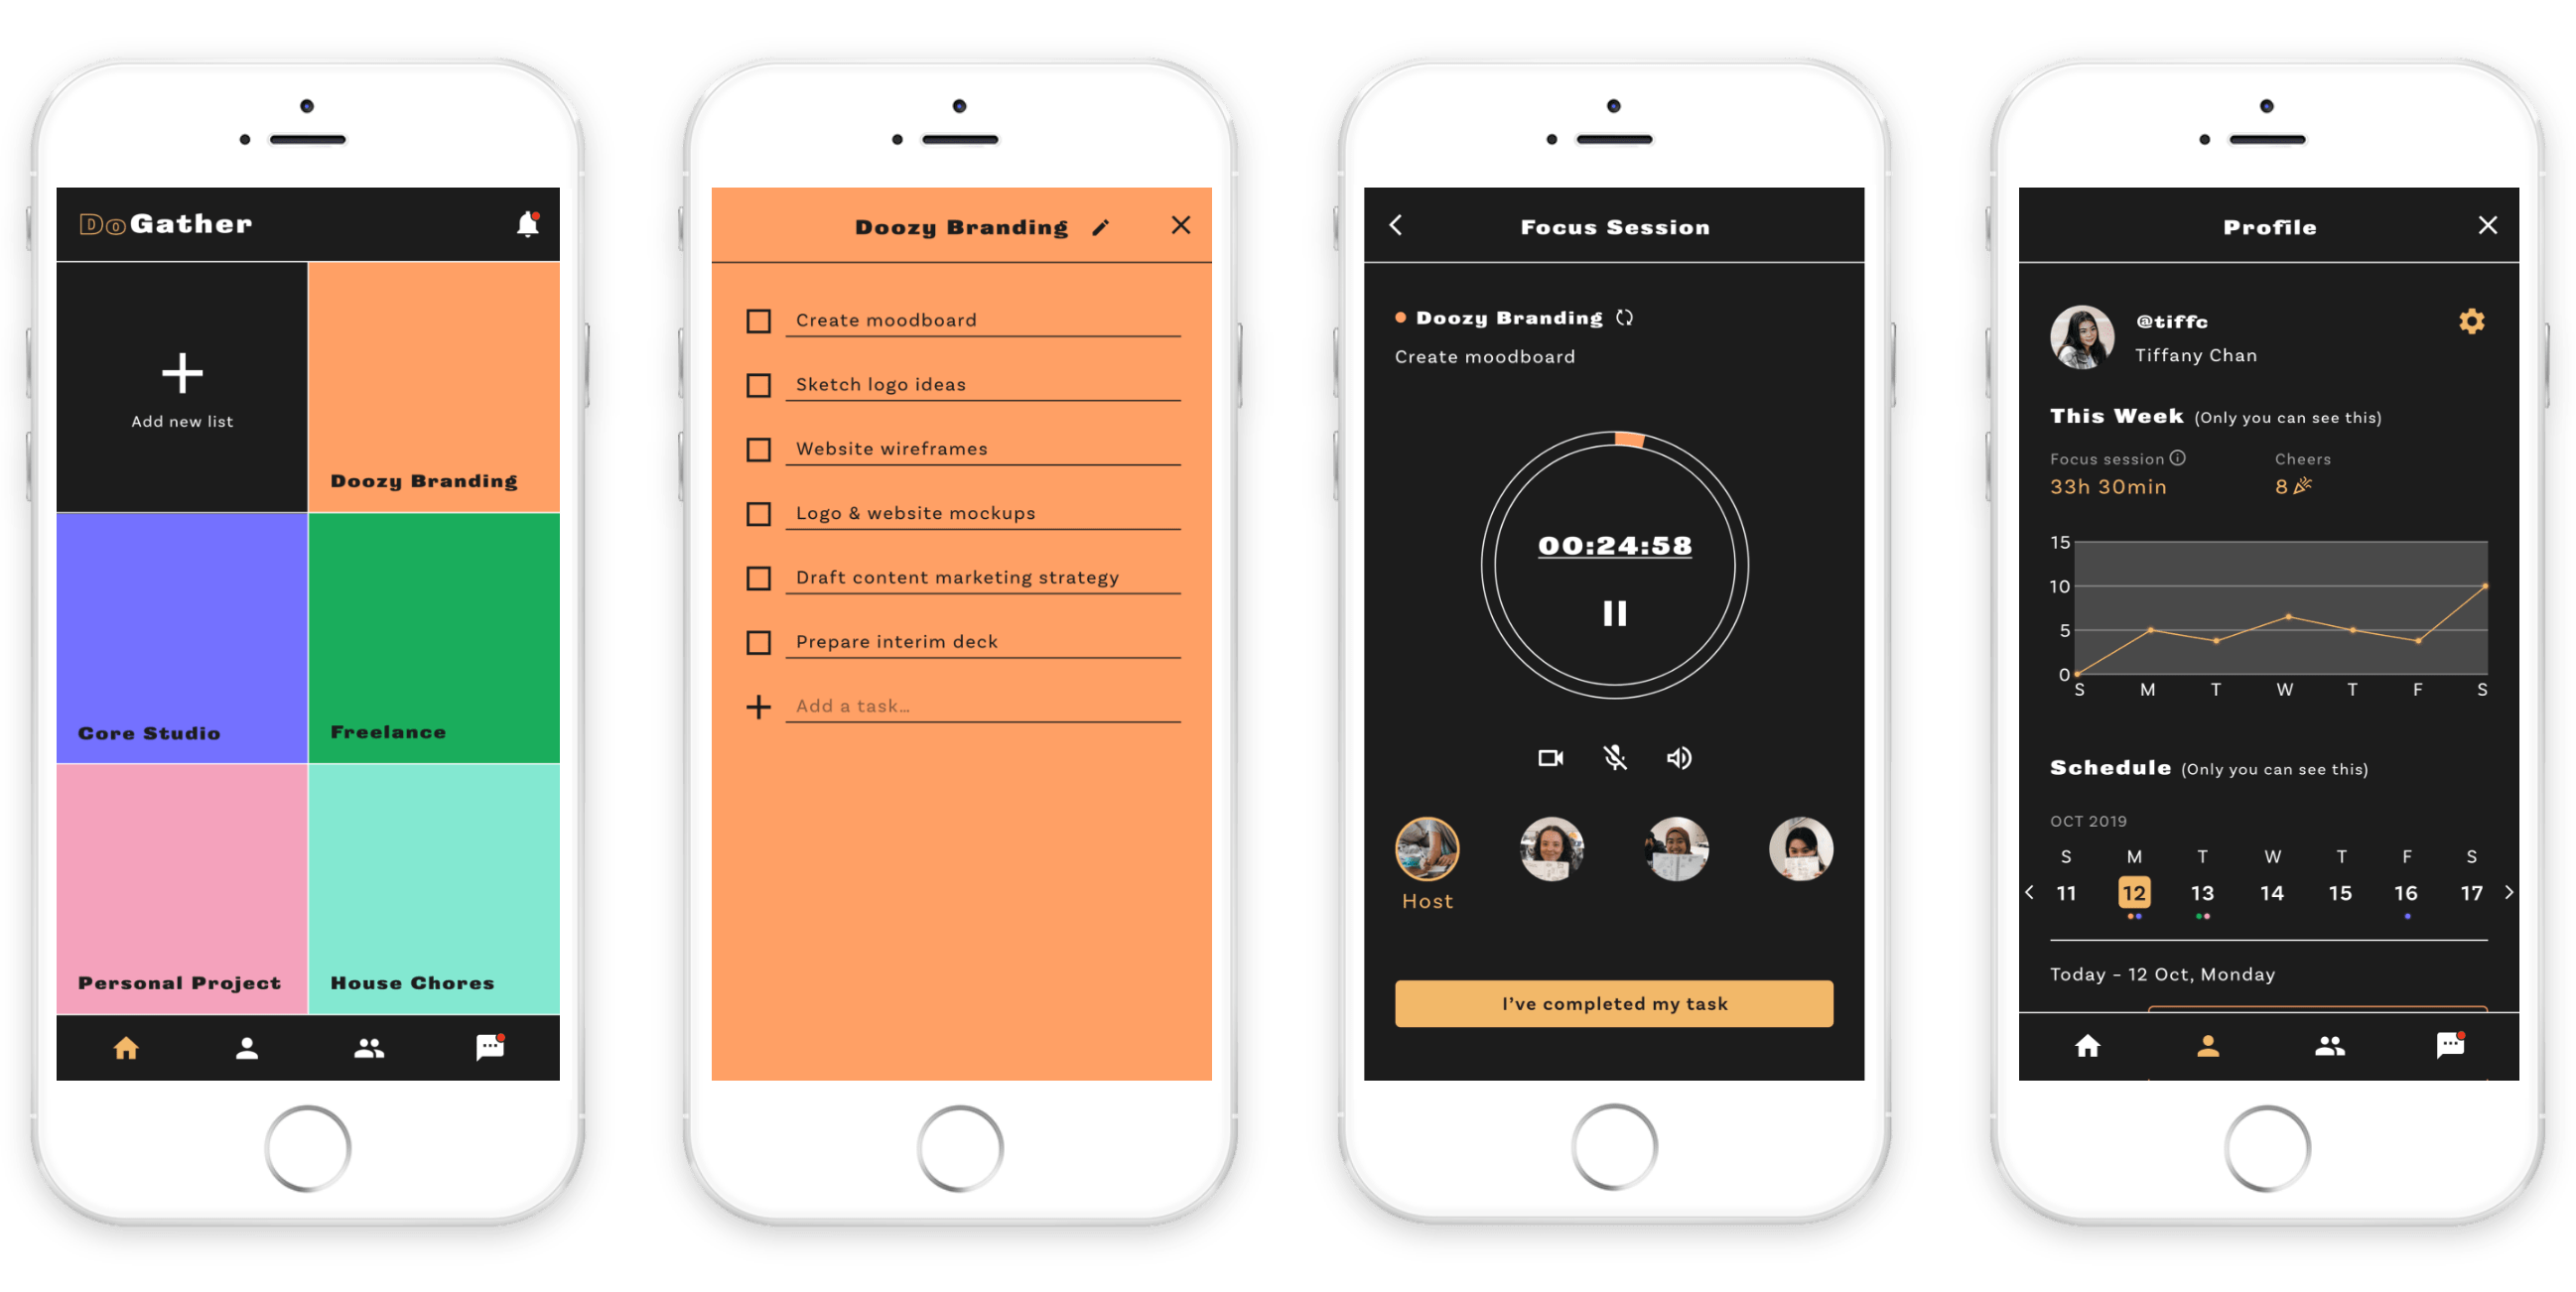 DoGather
Add new list
Doozy Branding
Core Studio
Freelance
Personal Project
House Chores
Doozy Branding
Create moodboard
Sketch logo ideas
Website wireframes
Logo & website mockups
Draft content marketing strategy
Prepare interim deck
Add a task...
Focus Session
Doozy Branding
Create moodboard
00:24:58
Host
I've completed my task
Profile
@tiffc
Tiffany Chan
This Week (Only you can see this)
Focus session Cheers
33h 30min 8
15
10
5
0
S M T W T F S
Schedule (Only you can see this)
OCT 2019
S M T W T F S
11 12 13 14 15 16 17
Today – 12 Oct, Monday